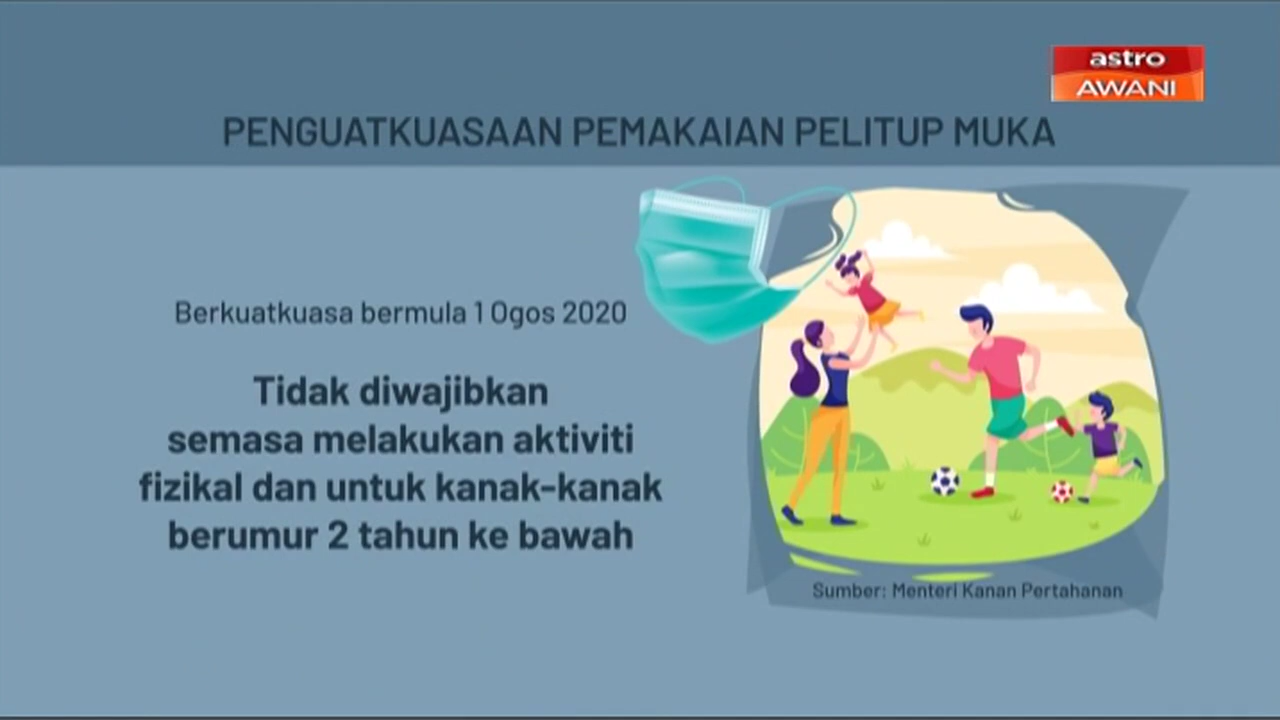 astro
AWANI
PENGUATKUASAAN PEMAKAIAN PELITUP MUKA
Berkuatkuasa bermula 1 Ogos 2020
Tidak diwajibkan
semasa melakukan aktiviti
fizikal dan untuk kanak-kanak
berumur 2 tahun ke bawah
Sumber: Menteri Kanan Pertahanan